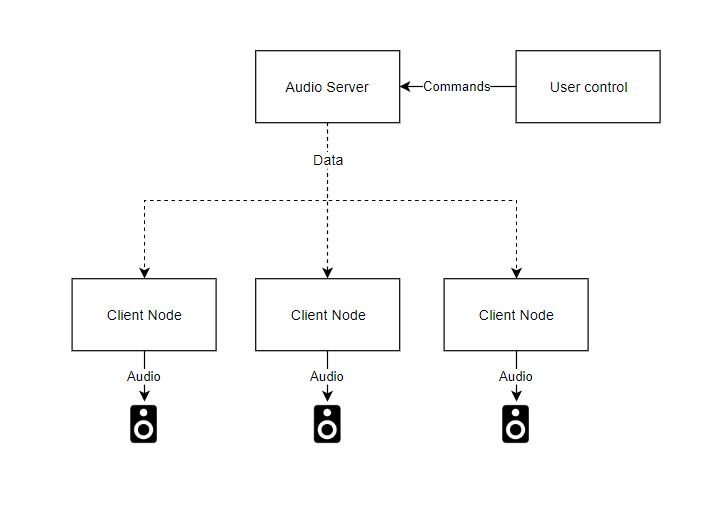 Audio Server
Commands
User control
Data
Client Node
Client Node
Client Node
Audio
Audio
Audio